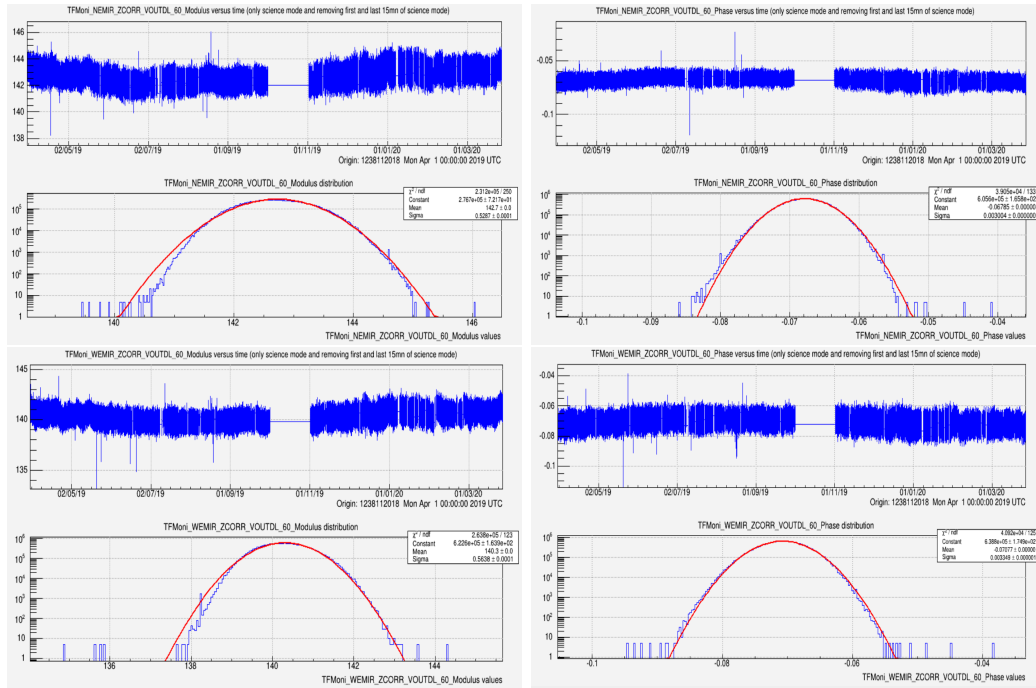 TFMoni_NEMIR_ZCORR_VOUTDL_60_Modulus versus time (only science mode and removing first and last 15mn of science mode)
146
144
142
140
138
02/05/19 02/07/19 01/09/19 01/11/19 01/01/20 01/03/20
Origin: 1238112018 Mon Apr 1 00:00:00 2019 UTC
TFMoni_NEMIR_ZCORR_VOUTDL_60_Modulus distribution
χ² / ndf 2.312e+05 / 250
Constant 2.767e+05 ± 7.217e+01
Mean 142.7 ± 0.0
Sigma 0.5287 ± 0.0001
10⁵
10⁴
10³
10²
10
1
140 142 144 146
TFMoni_NEMIR_ZCORR_VOUTDL_60_Modulus values
TFMoni_NEMIR_ZCORR_VOUTDL_60_Phase versus time (only science mode and removing first and last 15mn of science mode)
-0.05
-0.1
02/05/19 02/07/19 01/09/19 01/11/19 01/01/20 01/03/20
Origin: 1238112018 Mon Apr 1 00:00:00 2019 UTC
TFMoni_NEMIR_ZCORR_VOUTDL_60_Phase distribution
χ² / ndf 3.905e+04 / 133
Constant 6.056e+05 ± 1.658e+02
Mean -0.06785 ± 0.00000
Sigma 0.003004 ± 0.000000
10⁶
10⁵
10⁴
10³
10²
10
1
-0.1 -0.09 -0.08 -0.07 -0.06 -0.05 -0.04
TFMoni_NEMIR_ZCORR_VOUTDL_60_Phase values
TFMoni_WEMIR_ZCORR_VOUTDL_60_Modulus versus time (only science mode and removing first and last 15mn of science mode)
145
140
135
02/05/19 02/07/19 01/09/19 01/11/19 01/01/20 01/03/20
Origin: 1238112018 Mon Apr 1 00:00:00 2019 UTC
TFMoni_WEMIR_ZCORR_VOUTDL_60_Modulus distribution
χ² / ndf 2.638e+05 / 123
Constant 6.226e+05 ± 1.639e+02
Mean 140.3 ± 0.0
Sigma 0.5638 ± 0.0001
10⁶
10⁵
10⁴
10³
10²
10
1
136 138 140 142 144
TFMoni_WEMIR_ZCORR_VOUTDL_60_Modulus values
TFMoni_WEMIR_ZCORR_VOUTDL_60_Phase versus time (only science mode and removing first and last 15mn of science mode)
-0.04
-0.06
-0.08
-0.1
02/05/19 02/07/19 01/09/19 01/11/19 01/01/20 01/03/20
Origin: 1238112018 Mon Apr 1 00:00:00 2019 UTC
TFMoni_WEMIR_ZCORR_VOUTDL_60_Phase distribution
χ² / ndf 4.092e+04 / 125
Constant 6.388e+05 ± 1.749e+02
Mean -0.07077 ± 0.00000
Sigma 0.003348 ± 0.000001
10⁶
10⁵
10⁴
10³
10²
10
1
-0.1 -0.08 -0.06 -0.04
TFMoni_WEMIR_ZCORR_VOUTDL_60_Phase values